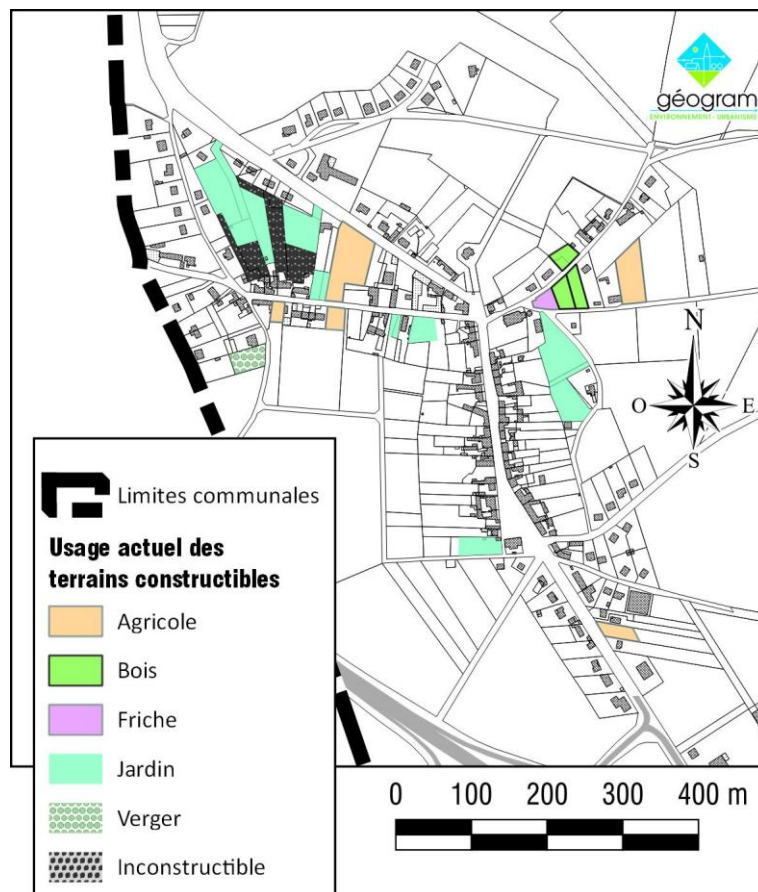 géogram
ENVIRONNEMENT - URBANISME
N
O
E
S
Limites communales
Usage actuel des
terrains constructibles
Agricole
Bois
Friche
Jardin
Verger
Inconstructible
0 100 200 300 400 m